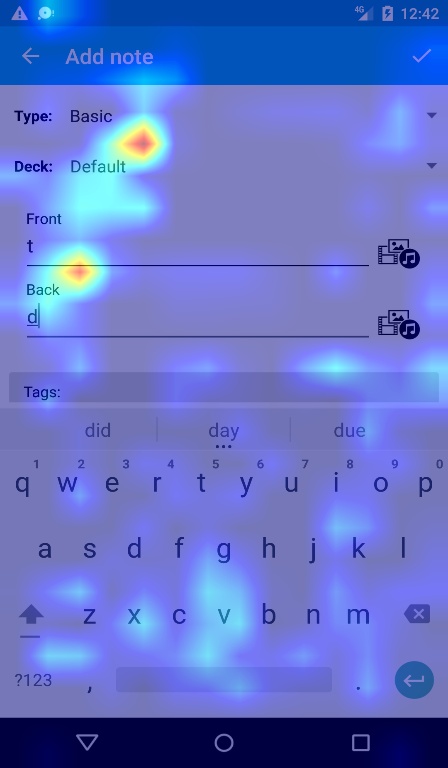 4G 12:42
Add note
Type: Basic
Deck: Default
Front
t
Back
d
Tags:
did day due
1 2 3 4 5 6 7 8 9 0
q w e r t y u i o p
a s d f g h j k l
z x c v b n m
?123 , .